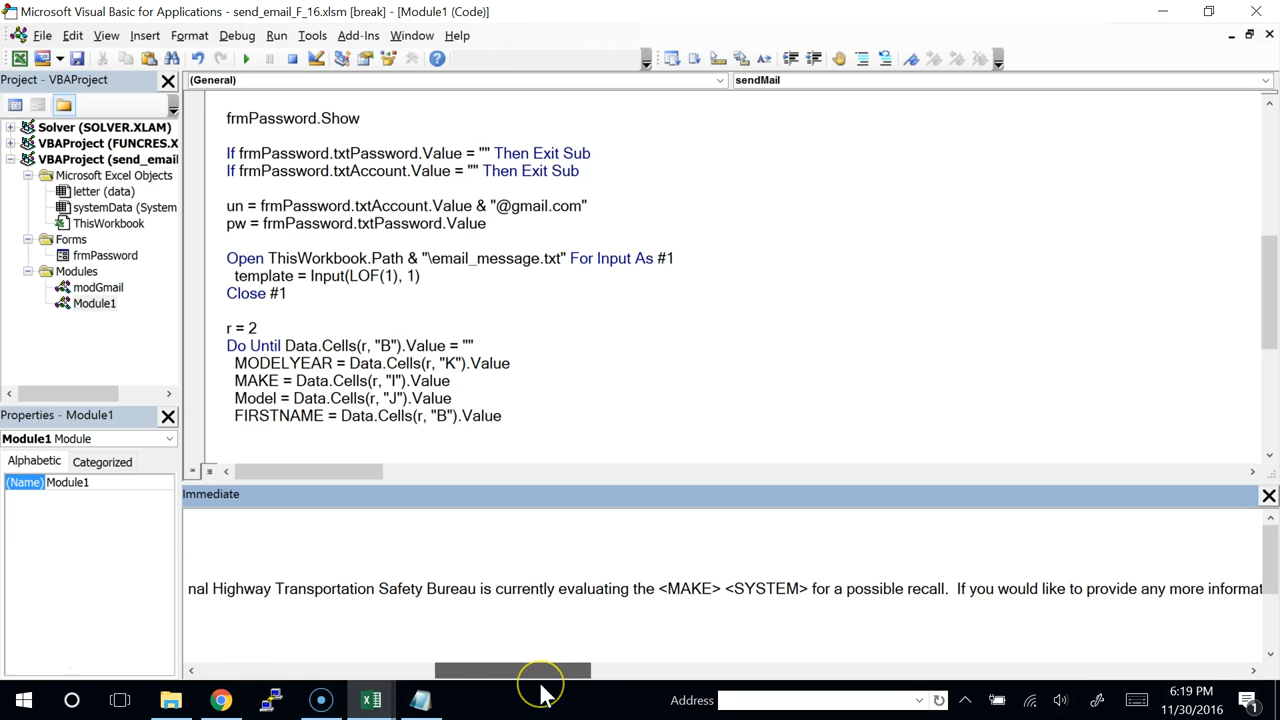 Microsoft Visual Basic for Applications - send_email_F_16.xlsm [break] - [Module1 (Code)]
File Edit View Insert Format Debug Run Tools Add-Ins Window Help
Project - VBAProject
(General)
sendMail
Solver (SOLVER.XLAM)
VBAProject (FUNCRES.X
VBAProject (send_email
Microsoft Excel Objects
letter (data)
systemData (System
ThisWorkbook
Forms
frmPassword
Modules
modGmail
Module1
Properties - Module1
Module1 Module
Alphabetic Categorized
(Name) Module1
frmPassword.Show
If frmPassword.txtPassword.Value = "" Then Exit Sub
If frmPassword.txtAccount.Value = "" Then Exit Sub
un = frmPassword.txtAccount.Value & "@gmail.com"
pw = frmPassword.txtPassword.Value
Open ThisWorkbook.Path & "\email_message.txt" For Input As #1
template = Input(LOF(1), 1)
Close #1
r = 2
Do Until Data.Cells(r, "B").Value = ""
MODELYEAR = Data.Cells(r, "K").Value
MAKE = Data.Cells(r, "I").Value
Model = Data.Cells(r, "J").Value
FIRSTNAME = Data.Cells(r, "B").Value
Immediate
nal Highway Transportation Safety Bureau is currently evaluating the <MAKE> <SYSTEM> for a possible recall.  If you would like to provide any more informat
Address
6:19 PM
11/30/2016
1